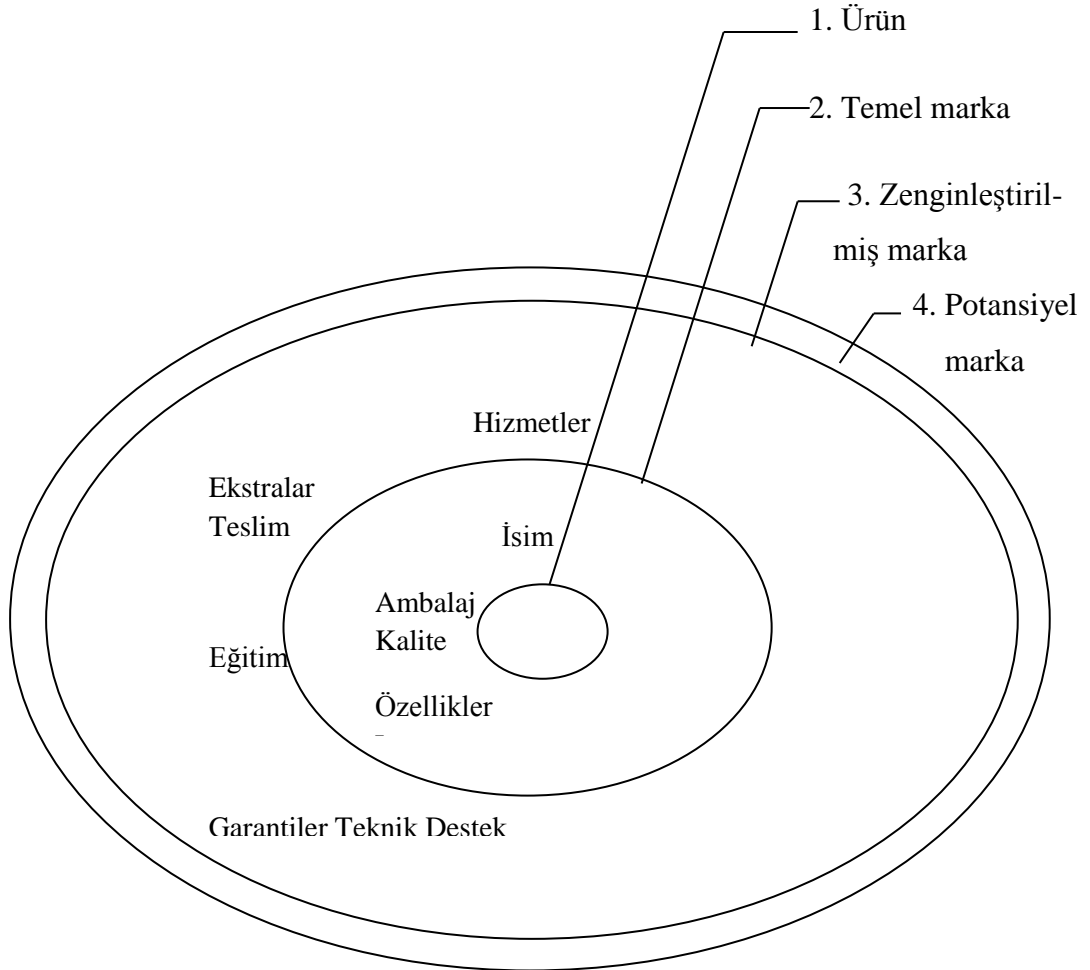 1. Ürün
2. Temel marka
3. Zenginleştiril-
miş marka
4. Potansiyel
marka
Hizmetler
Ekstralar
Teslim
İsim
Ambalaj
Kalite
Eğitim
Özellikler
Garantiler Teknik Destek